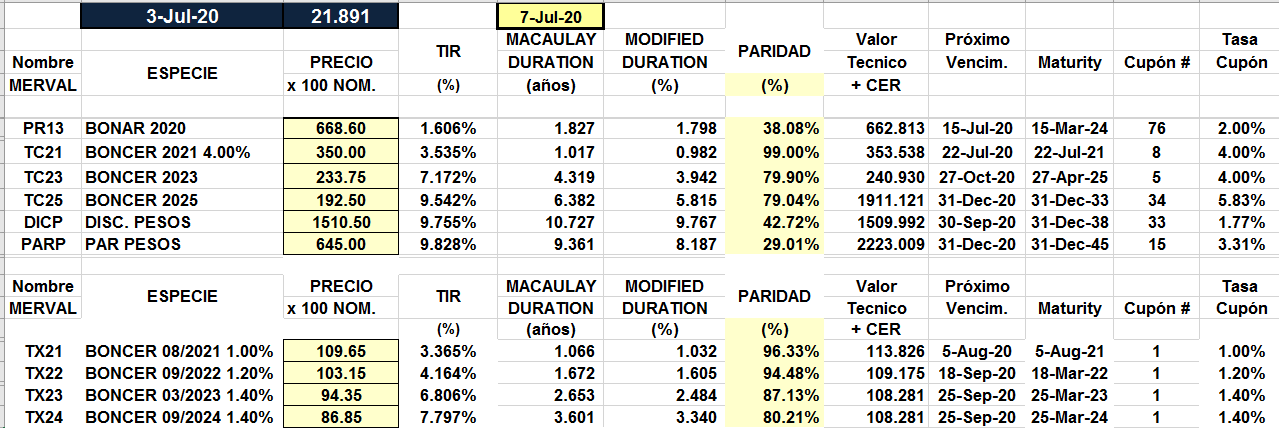 3-Jul-20 21.891 7-Jul-20
MACAULAY MODIFIED Valor Próximo Tasa
TIR PARIDAD
Nombre PRECIO DURATION DURATION Tecnico Vencim. Maturity Cupón # Cupón
ESPECIE
MERVAL x 100 NOM. (%) (años) (%) (%) + CER
PR13 BONAR 2020 668.60 1.606% 1.827 1.798 38.08% 662.813 15-Jul-20 15-Mar-24 76 2.00%
TC21 BONCER 2021 4.00% 350.00 3.535% 1.017 0.982 99.00% 353.538 22-Jul-20 22-Jul-21 8 4.00%
TC23 BONCER 2023 233.75 7.172% 4.319 3.942 79.90% 240.930 27-Oct-20 27-Apr-25 5 4.00%
TC25 BONCER 2025 192.50 9.542% 6.382 5.815 79.04% 1911.121 31-Dec-20 31-Dec-33 34 5.83%
DICP DISC. PESOS 1510.50 9.755% 10.727 9.767 42.72% 1509.992 30-Sep-20 31-Dec-38 33 1.77%
PARP PAR PESOS 645.00 9.828% 9.361 8.187 29.01% 2223.009 31-Dec-20 31-Dec-45 15 3.31%
Nombre PRECIO MACAULAY MODIFIED Valor Próximo Tasa
ESPECIE TIR PARIDAD
MERVAL x 100 NOM. DURATION DURATION Tecnico Vencim. Maturity Cupón # Cupón
(%) (años) (%) (%) + CER
TX21 BONCER 08/2021 1.00% 109.65 3.365% 1.066 1.032 96.33% 113.826 5-Aug-20 5-Aug-21 1 1.00%
TX22 BONCER 09/2022 1.20% 103.15 4.164% 1.672 1.605 94.48% 109.175 18-Sep-20 18-Mar-22 1 1.20%
TX23 BONCER 03/2023 1.40% 94.35 6.806% 2.653 2.484 87.13% 108.281 25-Sep-20 25-Mar-23 1 1.40%
TX24 BONCER 09/2024 1.40% 86.85 7.797% 3.601 3.340 80.21% 108.281 25-Sep-20 25-Mar-24 1 1.40%